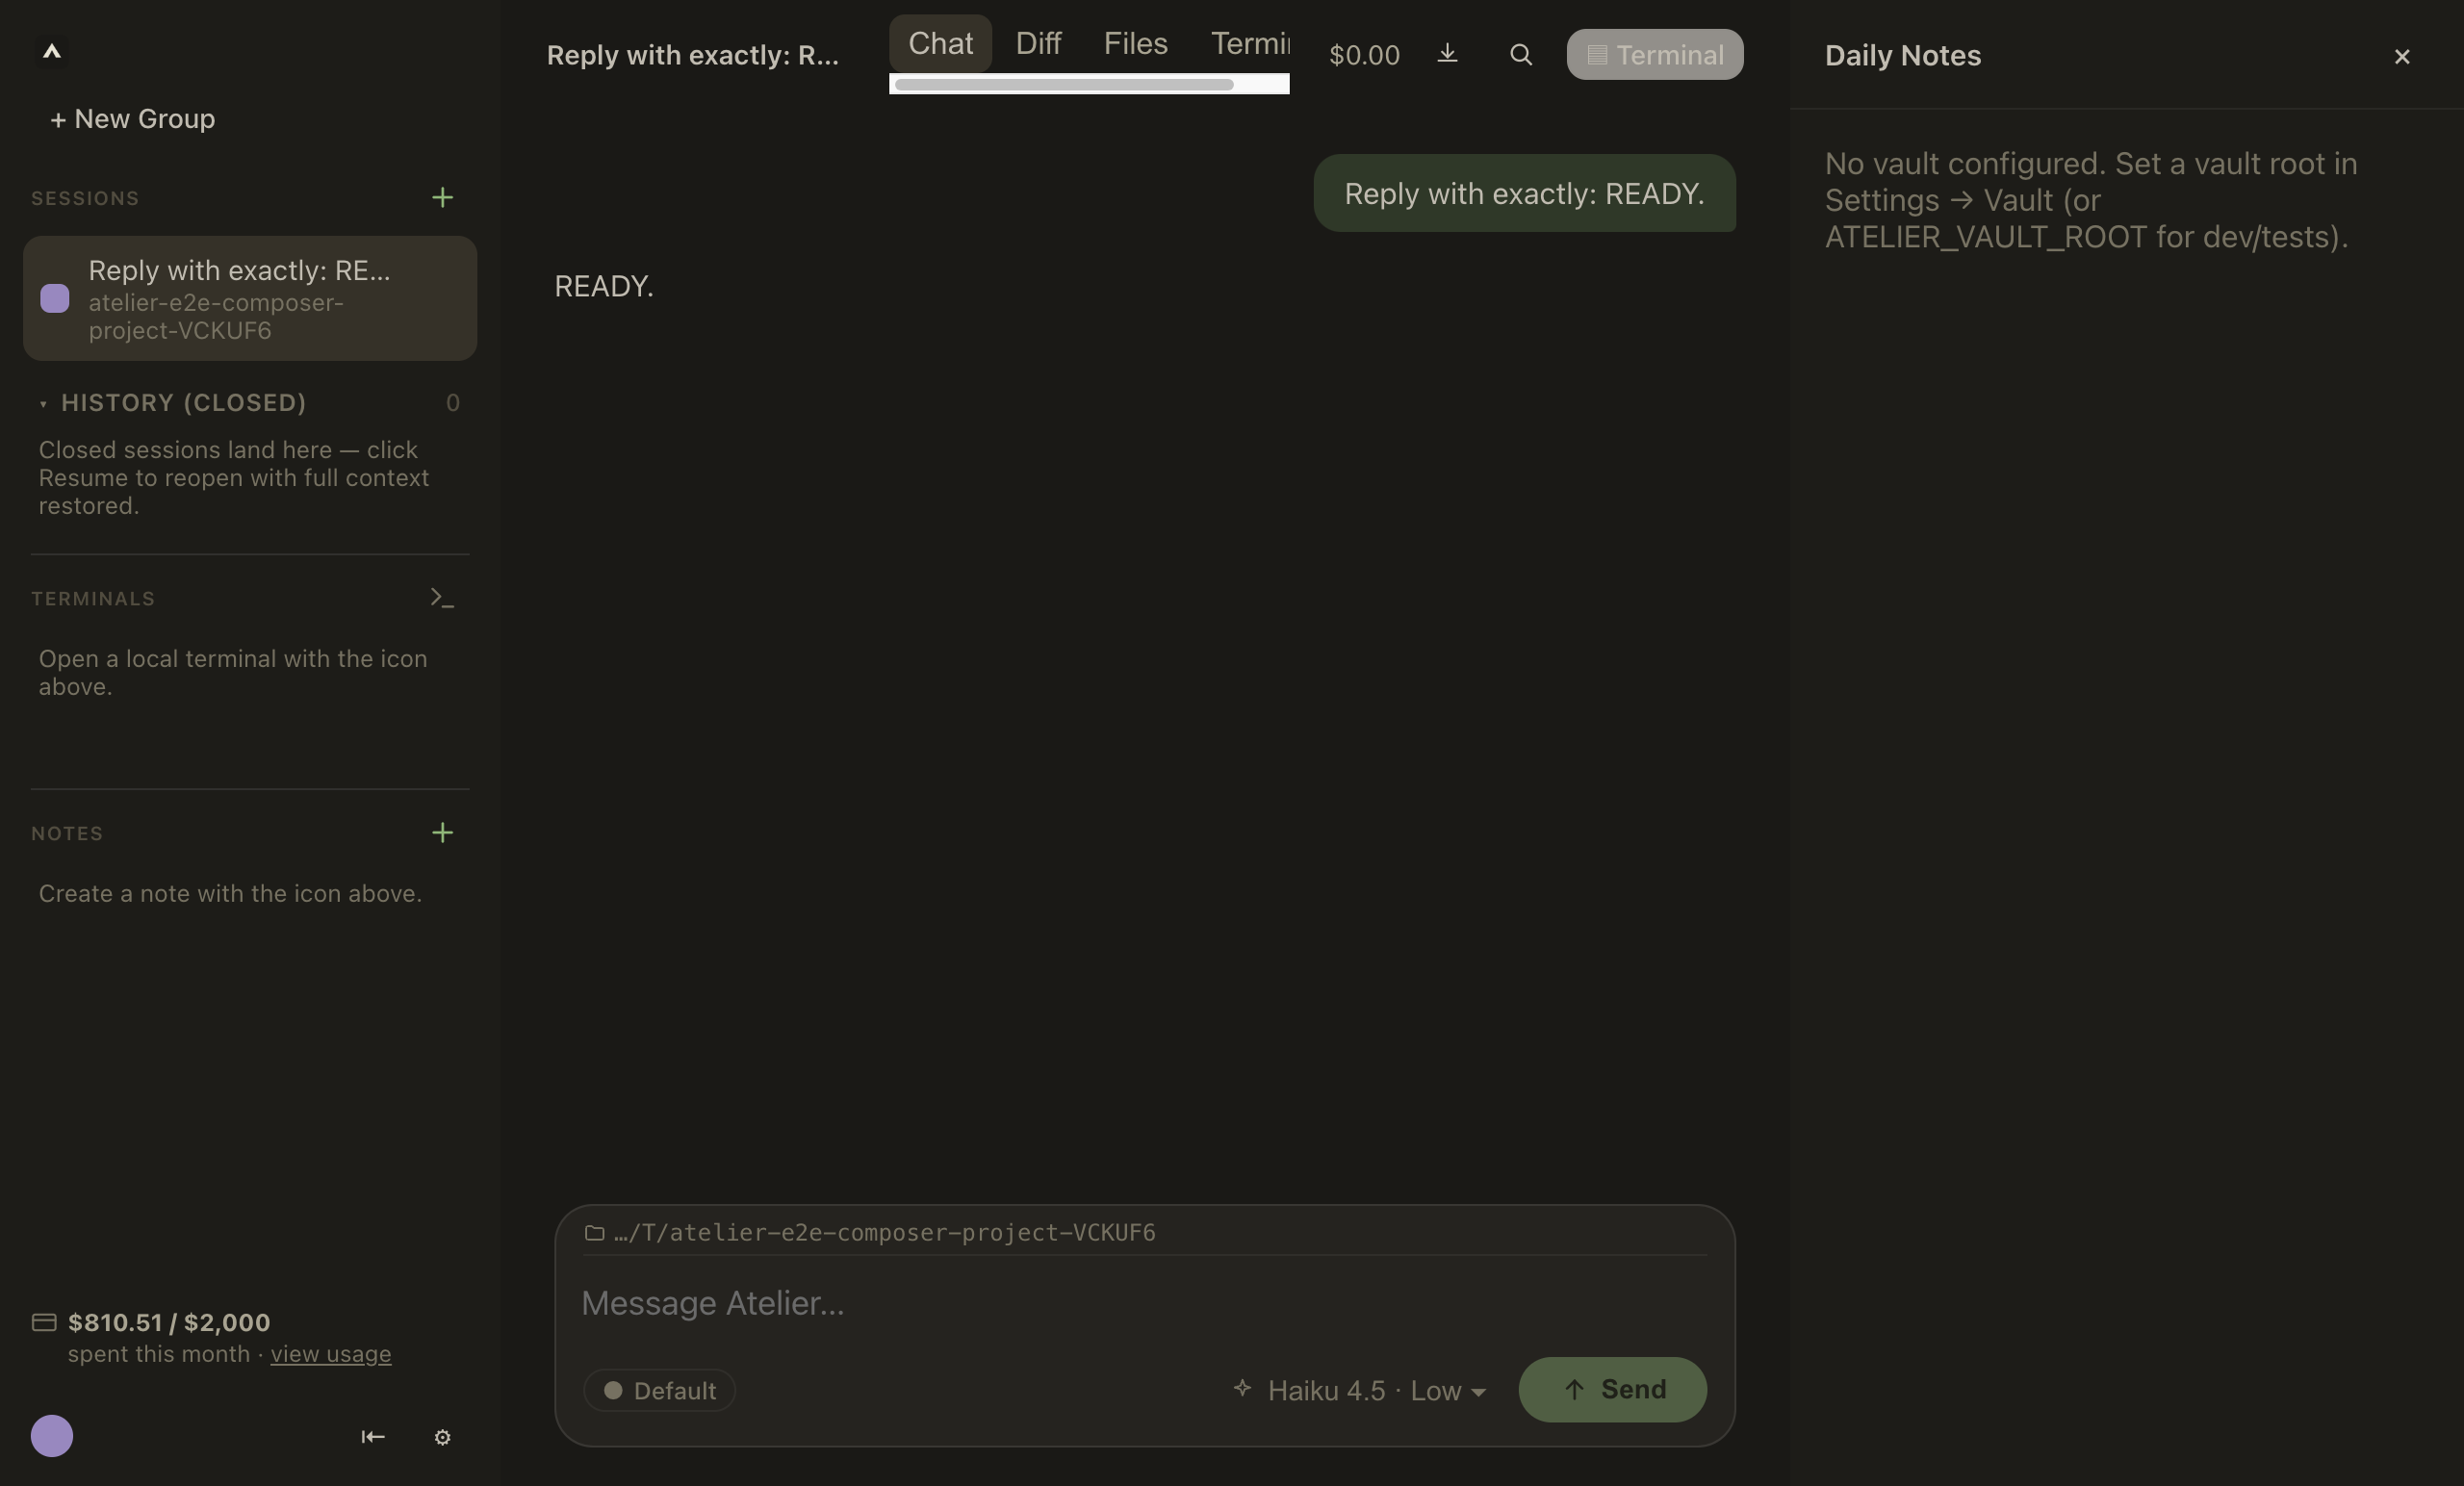 + New Group
SESSIONS
Reply with exactly: RE...
atelier-e2e-composer-
project-VCKUF6
HISTORY (CLOSED) 0
Closed sessions land here — click
Resume to reopen with full context
restored.
TERMINALS
Open a local terminal with the icon
above.
NOTES
Create a note with the icon above.
$810.51 / $2,000
spent this month · view usage
Reply with exactly: R... Chat Diff Files Termi $0.00 Terminal
Reply with exactly: READY.
READY.
…/T/atelier-e2e-composer-project-VCKUF6
Message Atelier...
Default Haiku 4.5 · Low Send
Daily Notes
No vault configured. Set a vault root in
Settings → Vault (or
ATELIER_VAULT_ROOT for dev/tests).